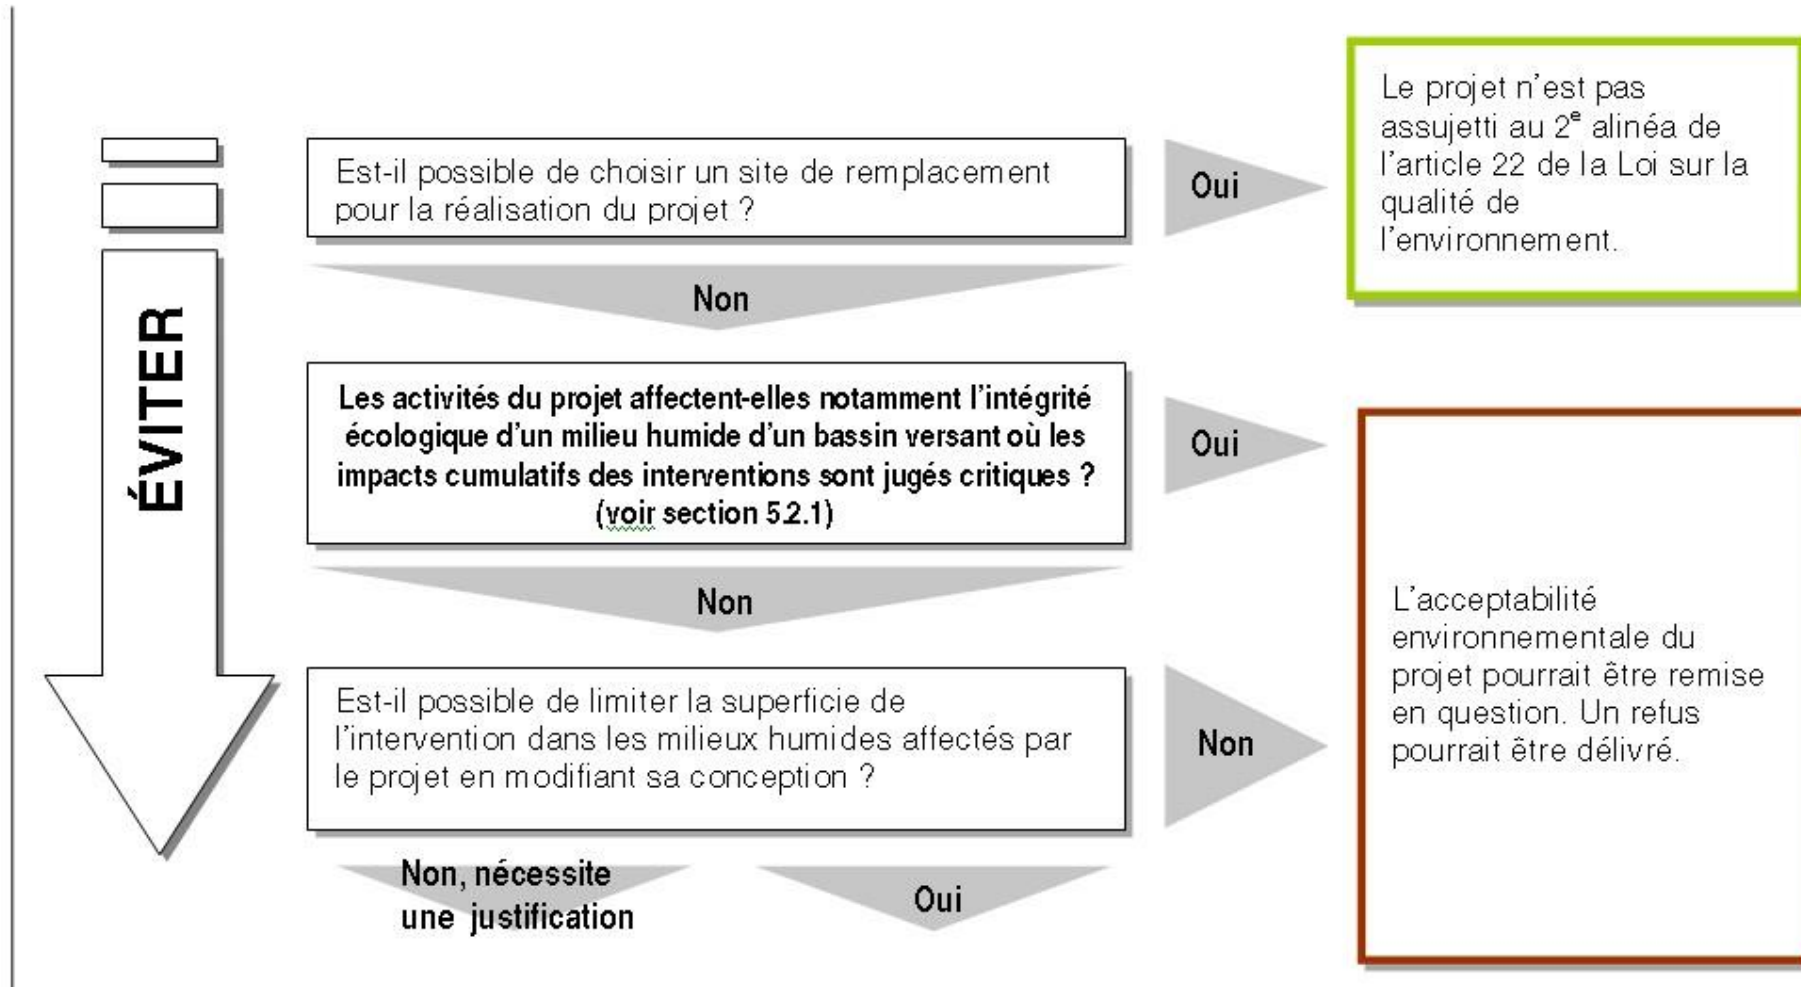 ÉVITER
Est-il possible de choisir un site de remplacement
pour la réalisation du projet ?
Oui
Le projet n'est pas
assujetti au 2e alinéa de
l'article 22 de la Loi sur la
qualité de
l'environnement.
Non
Les activités du projet affectent-elles notamment l'intégrité
écologique d'un milieu humide d'un bassin versant où les
impacts cumulatifs des interventions sont jugés critiques ?
(voir section 5.2.1)
Oui
L'acceptabilité
environnementale du
projet pourrait être remise
en question. Un refus
pourrait être délivré.
Non
Est-il possible de limiter la superficie de
l'intervention dans les milieux humides affectés par
le projet en modifiant sa conception ?
Non
Non, nécessite
une justification
Oui